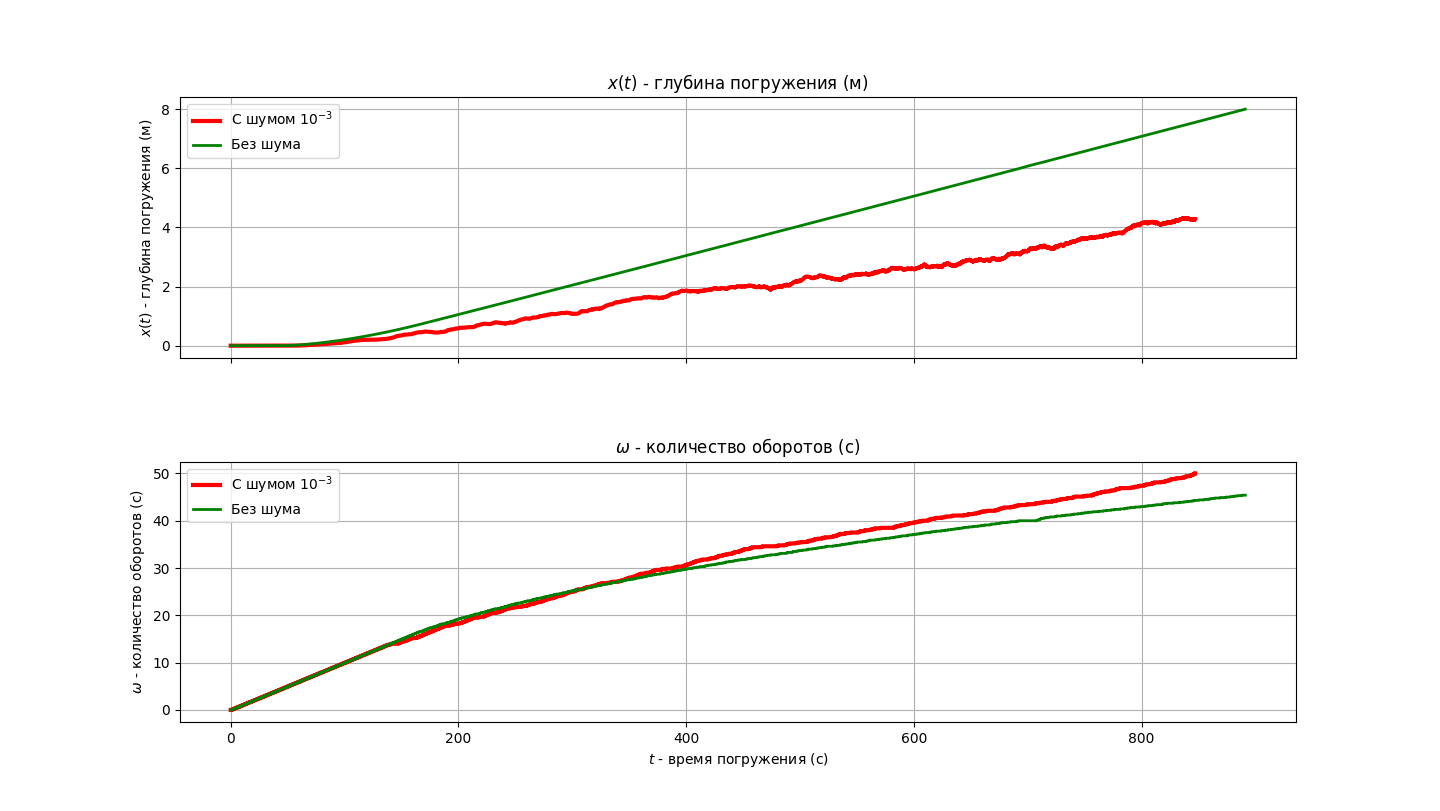 x(t) - глубина погружения (м)
x(t) - глубина погружения (м)
8
6
4
2
0
С шумом 10⁻³
Без шума
ω - количество оборотов (с)
ω - количество оборотов (с)
50
40
30
20
10
0
С шумом 10⁻³
Без шума
0 200 400 600 800
t - время погружения (с)